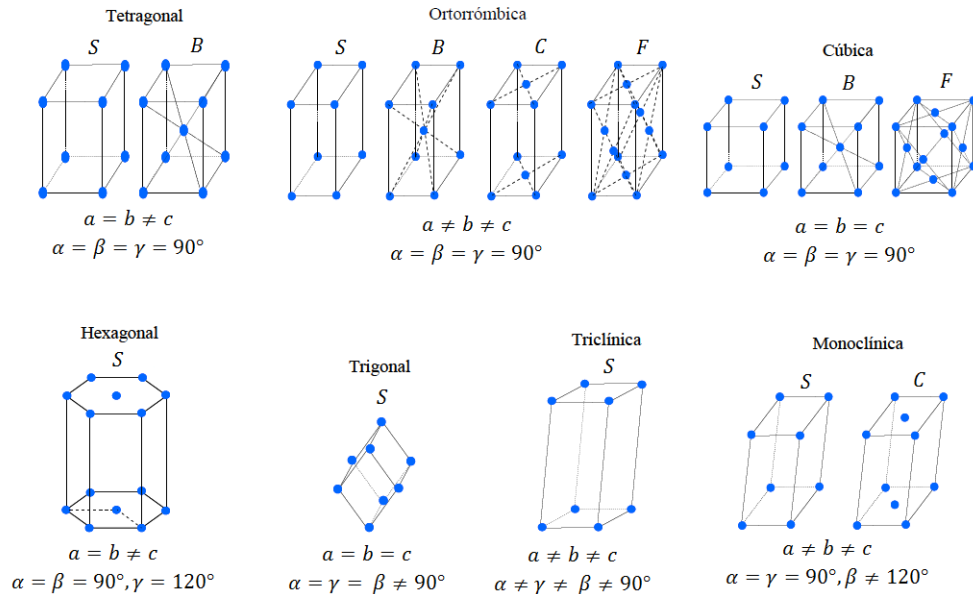 Tetragonal
S B
a = b ≠ c
α = β = γ = 90°
Ortorrómbica
S B C F
a ≠ b ≠ c
α = β = γ = 90°
Cúbica
S B F
a = b = c
α = β = γ = 90°
Hexagonal
S
a = b ≠ c
α = β = 90°, γ = 120°
Trigonal
S
a = b = c
α = γ = β ≠ 90°
Triclínica
S
a ≠ b ≠ c
α ≠ γ ≠ β ≠ 90°
Monoclínica
S C
a ≠ b ≠ c
α = γ = 90°, β ≠ 120°